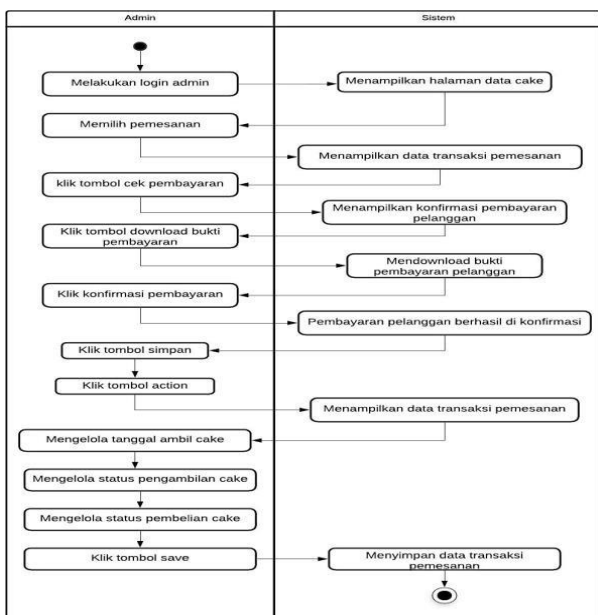 Admin
Sistem
Melakukan login admin
Menampilkan halaman data cake
Memilih pemesanan
Menampilkan data transaksi pemesanan
klik tombol cek pembayaran
Menampilkan konfirmasi pembayaran
pelanggan
Klik tombol download bukti
pembayaran
Mendownload bukti
pembayaran pelanggan
Klik konfirmasi pembayaran
Pembayaran pelanggan berhasil di konfirmasi
Klik tombol simpan
Klik tombol action
Menampilkan data transaksi pemesanan
Mengelola tanggal ambil cake
Mengelola status pengambilan cake
Mengelola status pembelian cake
Klik tombol save
Menyimpan data transaksi
pemesanan